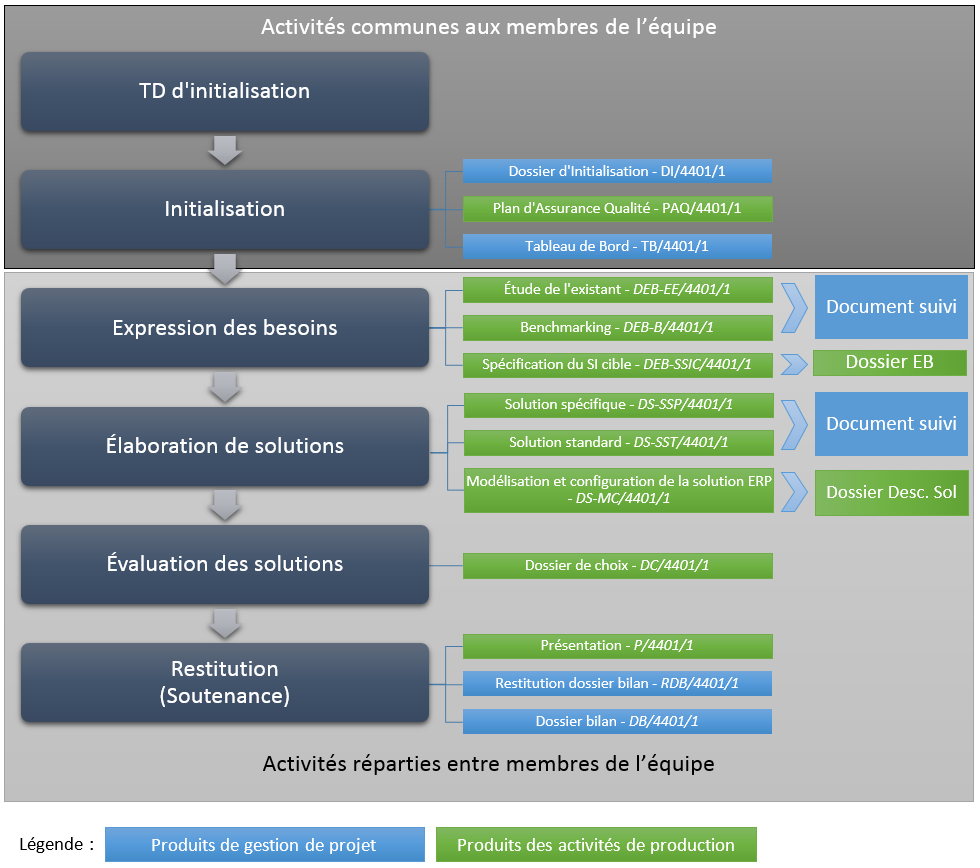 Activités communes aux membres de l'équipe
TD d'initialisation
Initialisation
Dossier d'Initialisation - DI/4401/1
Plan d'Assurance Qualité - PAQ/4401/1
Tableau de Bord - TB/4401/1
Expression des besoins
Étude de l'existant - DEB-EE/4401/1
Benchmarking - DEB-B/4401/1
Spécification du SI cible - DEB-SSIC/4401/1
Document suivi
Dossier EB
Élaboration de solutions
Solution spécifique - DS-SSP/4401/1
Solution standard - DS-SST/4401/1
Modélisation et configuration de la solution ERP
- DS-MC/4401/1
Document suivi
Dossier Desc. Sol
Évaluation des solutions
Dossier de choix - DC/4401/1
Restitution
(Soutenance)
Présentation - P/4401/1
Restitution dossier bilan - RDB/4401/1
Dossier bilan - DB/4401/1
Activités réparties entre membres de l'équipe
Légende :
Produits de gestion de projet
Produits des activités de production